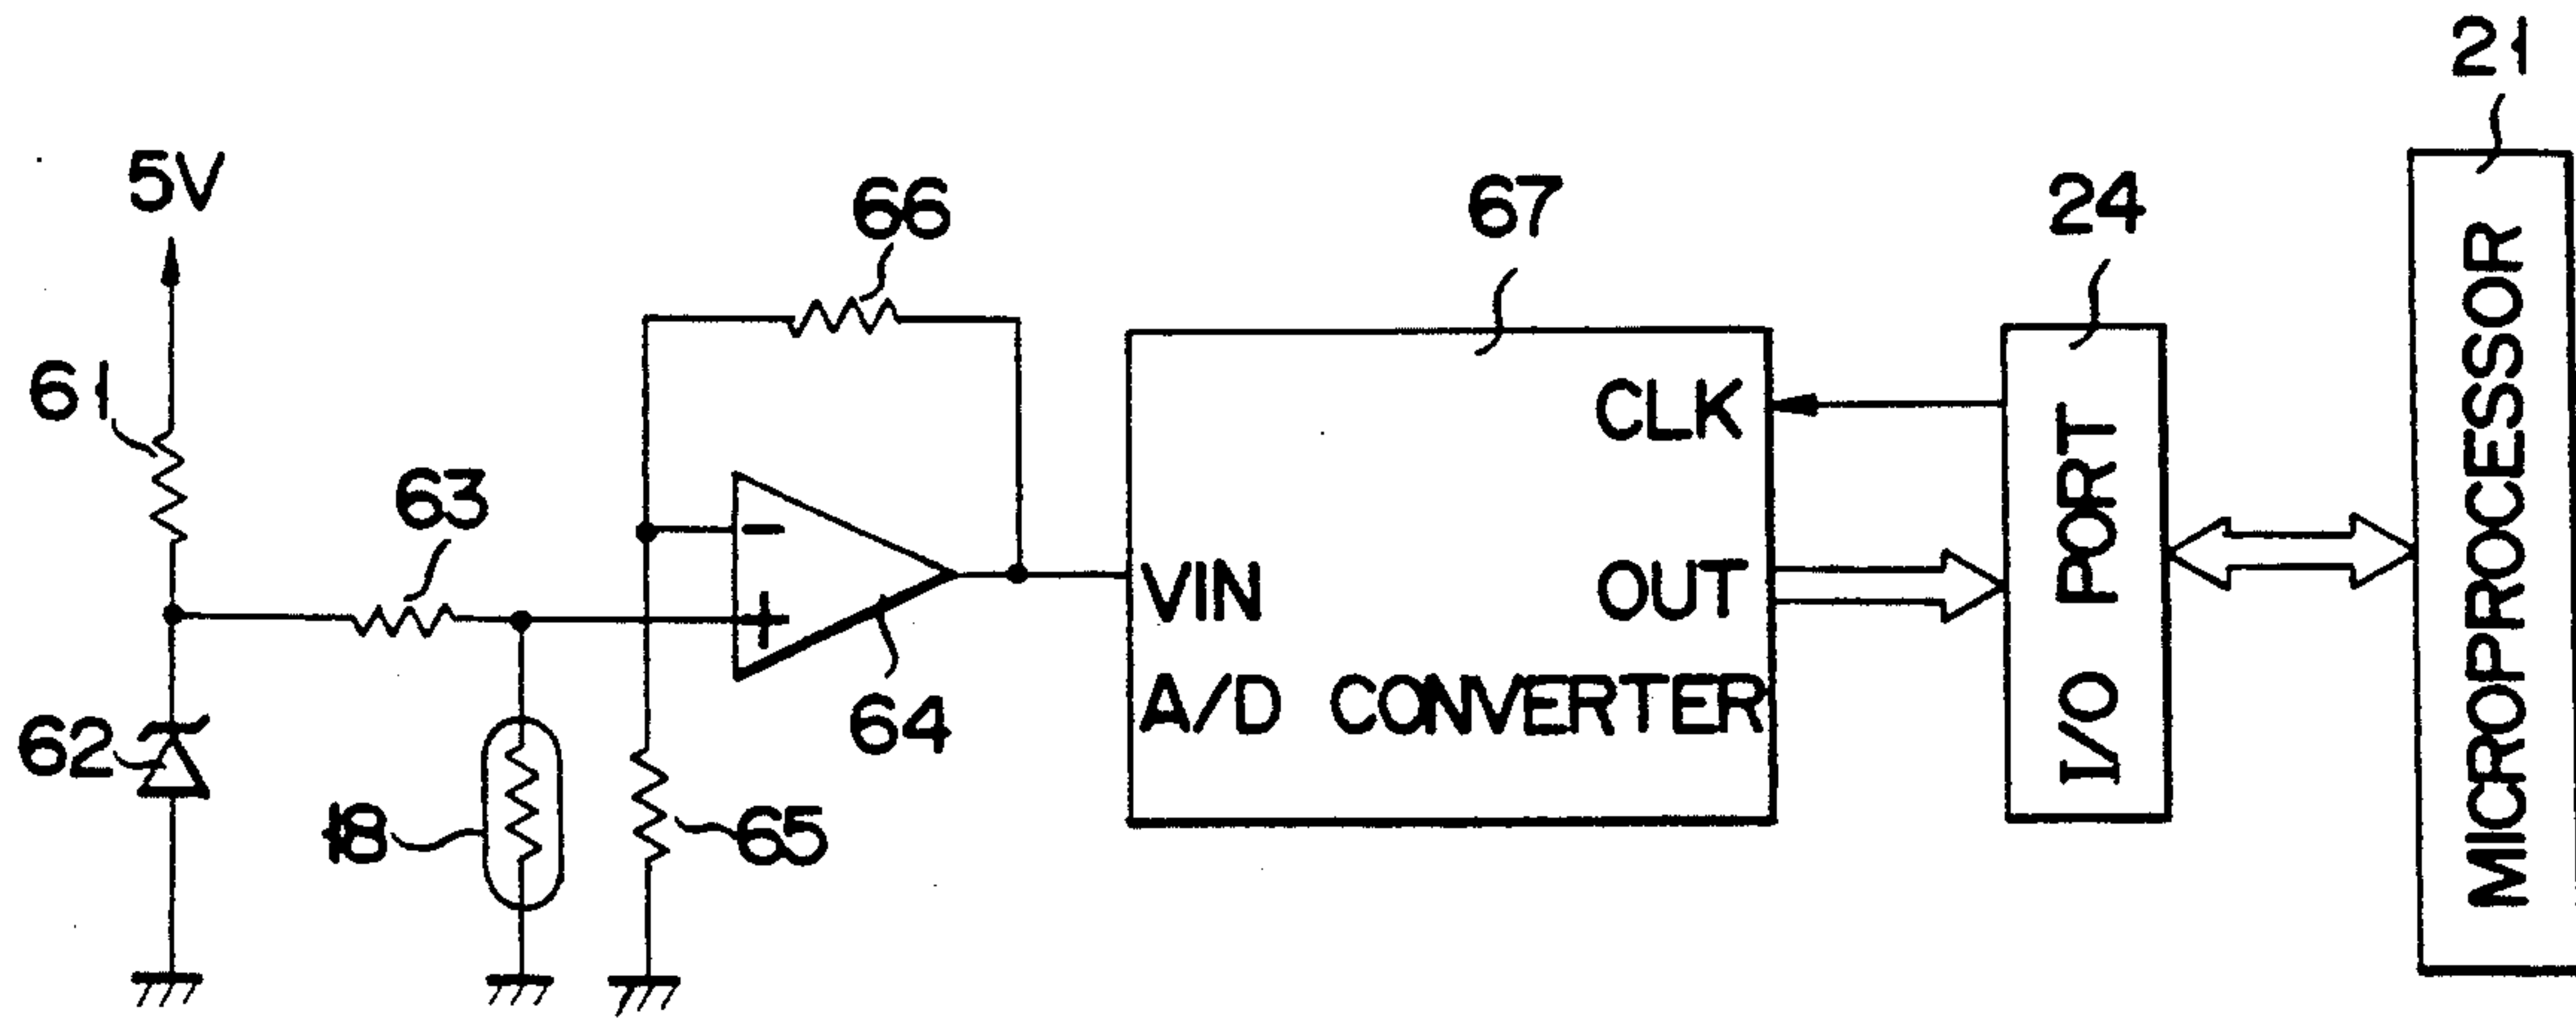 21
5V
66
67
24
61
63
CLK
VIN
OUT
A/D CONVERTER
I/O PORT
MICROPROCESSOR
62
64
18
65
-
+